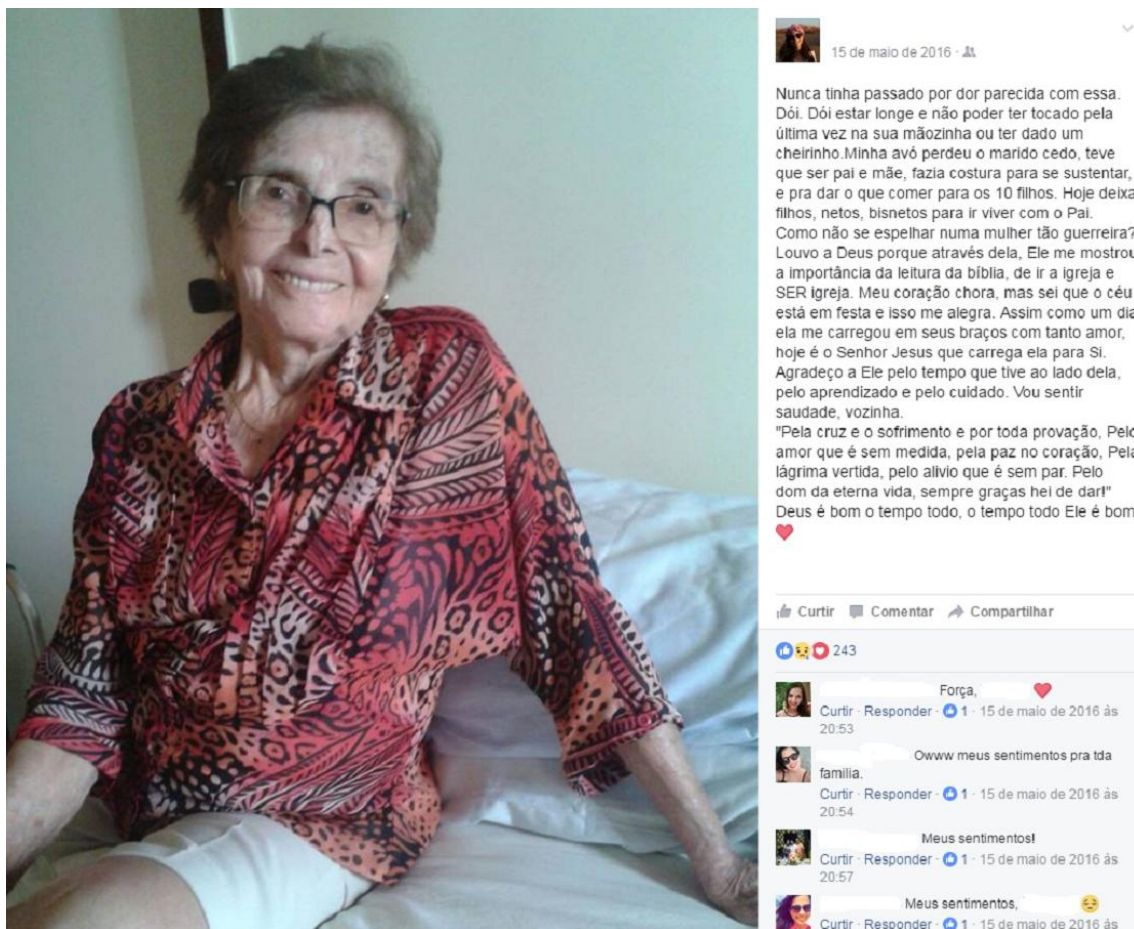 15 de maio de 2016 ·
Nunca tinha passado por dor parecida com essa.
Dói. Dói estar longe e não poder ter tocado pela
última vez na sua mãozinha ou ter dado um
cheirinho.Minha avó perdeu o marido cedo, teve
que ser pai e mãe, fazia costura para se sustentar,
e pra dar o que comer para os 10 filhos. Hoje deixa
filhos, netos, bisnetos para ir viver com o Pai.
Como não se espelhar numa mulher tão guerreira?
Louvo a Deus porque através dela, Ele me mostrou
a importância da leitura da bíblia, de ir a igreja e
SER igreja. Meu coração chora, mas sei que o céu
está em festa e isso me alegra. Assim como um dia
ela me carregou em seus braços com tanto amor,
hoje é o Senhor Jesus que carrega ela para Si.
Agradeço a Ele pelo tempo que tive ao lado dela,
pelo aprendizado e pelo cuidado. Vou sentir
saudade, vozinha.
"Pela cruz e o sofrimento e por toda provação, Pelo
amor que é sem medida, pela paz no coração, Pela
lágrima vertida, pelo alivio que é sem par. Pelo
dom da eterna vida, sempre graças hei de dar!"
Deus é bom o tempo todo, o tempo todo Ele é bom
❤
Curtir Comentar Compartilhar
243
Força, ❤
Curtir · Responder · 1 · 15 de maio de 2016 às
20:53
Owww meus sentimentos pra tda
familia.
Curtir · Responder · 1 · 15 de maio de 2016 às
20:54
Meus sentimentos!
Curtir · Responder · 1 · 15 de maio de 2016 às
20:57
Meus sentimentos, 😔
Curtir · Responder · 1 · 15 de maio de 2016 às